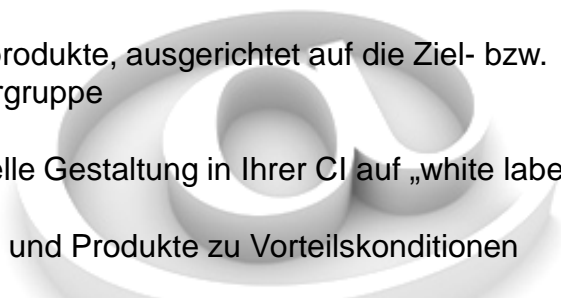 produkte, ausgerichtet auf die Ziel- bzw.
rgruppe
elle Gestaltung in Ihrer CI auf „white labe
und Produkte zu Vorteilskonditionen